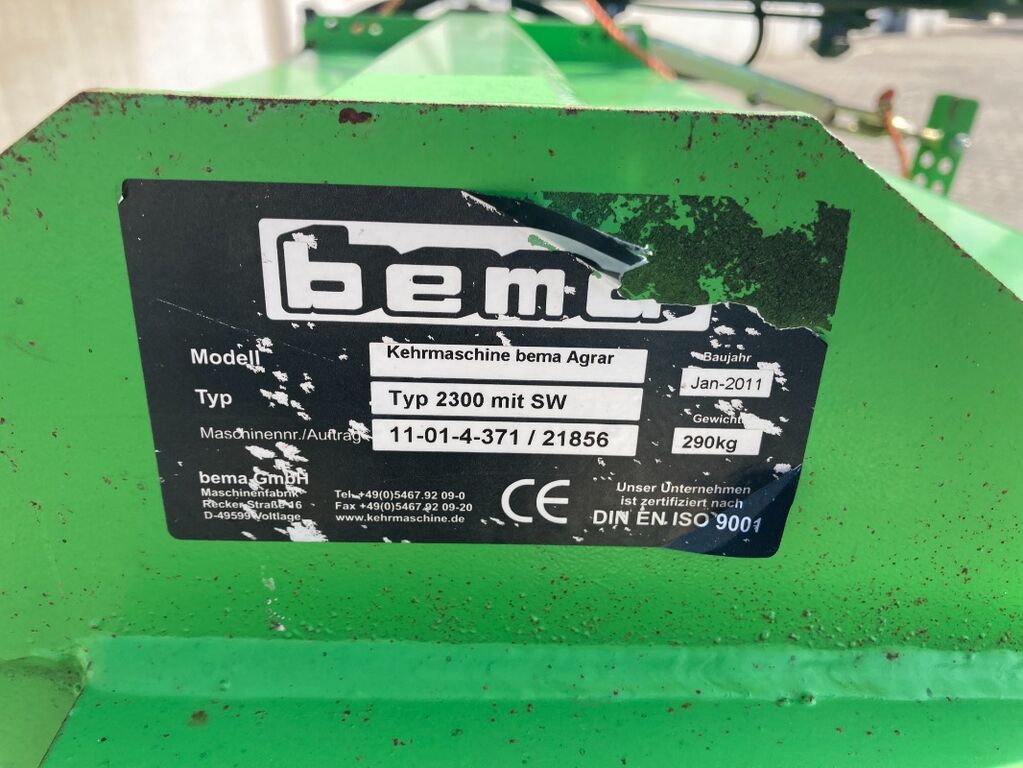 bema
Modell Kehrmaschine bema Agrar
Baujahr
Jan-2011
Typ Typ 2300 mit SW
Gewicht
290kg
Maschinennr./Auftrag 11-01-4-371 / 21856
bema GmbH
Maschinenfabrik
Recker Straße 16
D-49599 Voltlage
Tel. +49(0)5467.92 09-0
Fax +49(0)5467.92 09-20
www.kehrmaschine.de
CE
Unser Unternehmen
ist zertifiziert nach
DIN EN ISO 9001